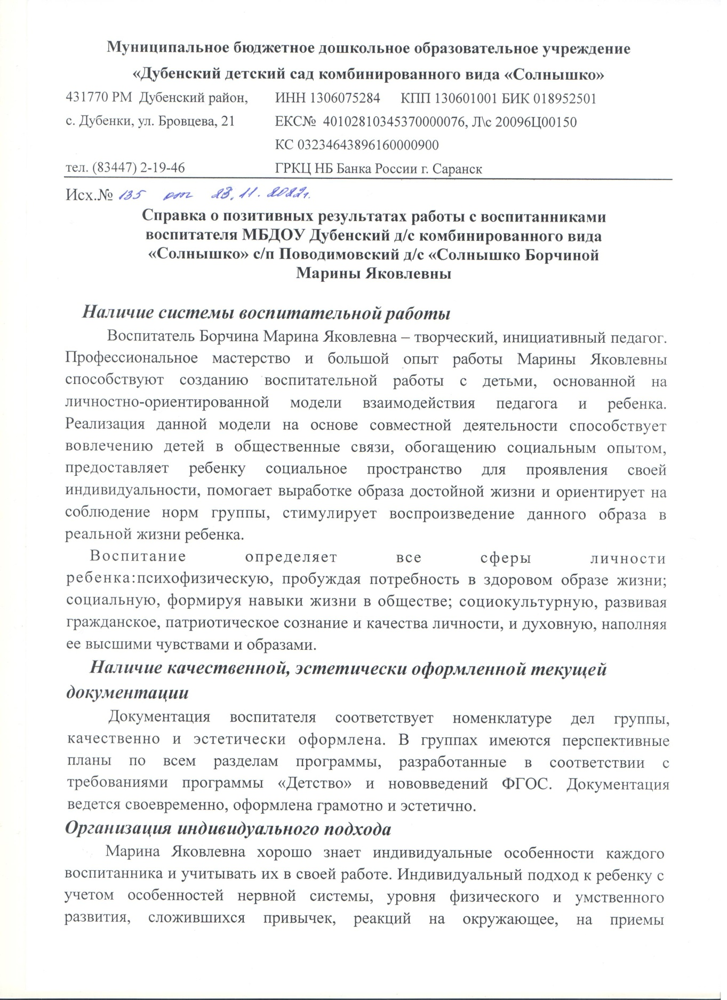 Муниципальное бюджетное дошкольное образовательное учреждение
«Дубенский детский сад комбинированного вида «Солнышко»
431770 РМ  Дубенский район, ИНН 1306075284 КПП 130601001 БИК 018952501
с. Дубенки, ул. Бровцева, 21 ЕКС№ 40102810345370000076, Л\с 20096Ц00150
КС 03234643896160000900
тел. (83447) 2-19-46 ГРКЦ НБ Банка России г. Саранск
Исх.№ 135 от 23.11.2022г.
Справка о позитивных результатах работы с воспитанниками
воспитателя МБДОУ Дубенский д/с комбинированного вида
«Солнышко» с/п Поводимовский д/с «Солнышко Борчиной
Марины Яковлевны
Наличие системы воспитательной работы
Воспитатель Борчина Марина Яковлевна – творческий, инициативный педагог.
Профессиональное мастерство и большой опыт работы Марины Яковлевны
способствуют созданию воспитательной работы с детьми, основанной на
личностно-ориентированной модели взаимодействия педагога и ребенка.
Реализация данной модели на основе совместной деятельности способствует
вовлечению детей в общественные связи, обогащению социальным опытом,
предоставляет ребенку социальное пространство для проявления своей
индивидуальности, помогает выработке образа достойной жизни и ориентирует на
соблюдение норм группы, стимулирует воспроизведение данного образа в
реальной жизни ребенка.
Воспитание определяет все сферы личности
ребенка:психофизическую, пробуждая потребность в здоровом образе жизни;
социальную, формируя навыки жизни в обществе; социокультурную, развивая
гражданское, патриотическое сознание и качества личности, и духовную, наполняя
ее высшими чувствами и образами.
Наличие качественной, эстетически оформленной текущей
документации
Документация воспитателя соответствует номенклатуре дел группы,
качественно и эстетически оформлена. В группах имеются перспективные
планы по всем разделам программы, разработанные в соответствии с
требованиями программы «Детство» и нововведений ФГОС. Документация
ведется своевременно, оформлена грамотно и эстетично.
Организация индивидуального подхода
Марина Яковлевна хорошо знает индивидуальные особенности каждого
воспитанника и учитывать их в своей работе. Индивидуальный подход к ребенку с
учетом особенностей нервной системы, уровня физического и умственного
развития, сложившихся привычек, реакций на окружающее, на приемы